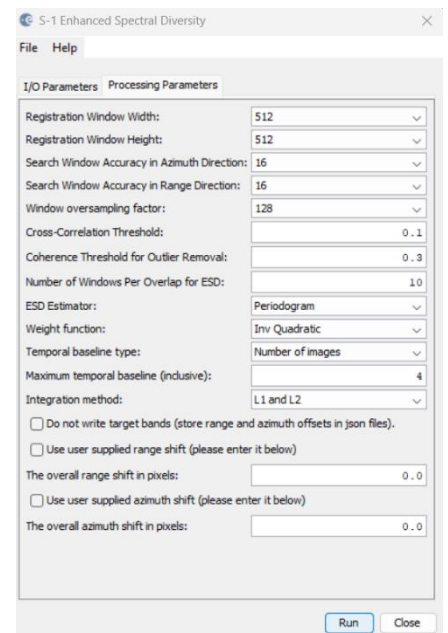 S-1 Enhanced Spectral Diversity
File Help
I/O Parameters Processing Parameters
Registration Window Width: 512
Registration Window Height: 512
Search Window Accuracy in Azimuth Direction: 16
Search Window Accuracy in Range Direction: 16
Window oversampling factor: 128
Cross-Correlation Threshold: 0.1
Coherence Threshold for Outlier Removal: 0.3
Number of Windows Per Overlap for ESD: 10
ESD Estimator: Periodogram
Weight function: Inv Quadratic
Temporal baseline type: Number of images
Maximum temporal baseline (inclusive): 4
Integration method: L1 and L2
Do not write target bands (store range and azimuth offsets in json files).
Use user supplied range shift (please enter it below)
The overall range shift in pixels: 0.0
Use user supplied azimuth shift (please enter it below)
The overall azimuth shift in pixels: 0.0
Run Close